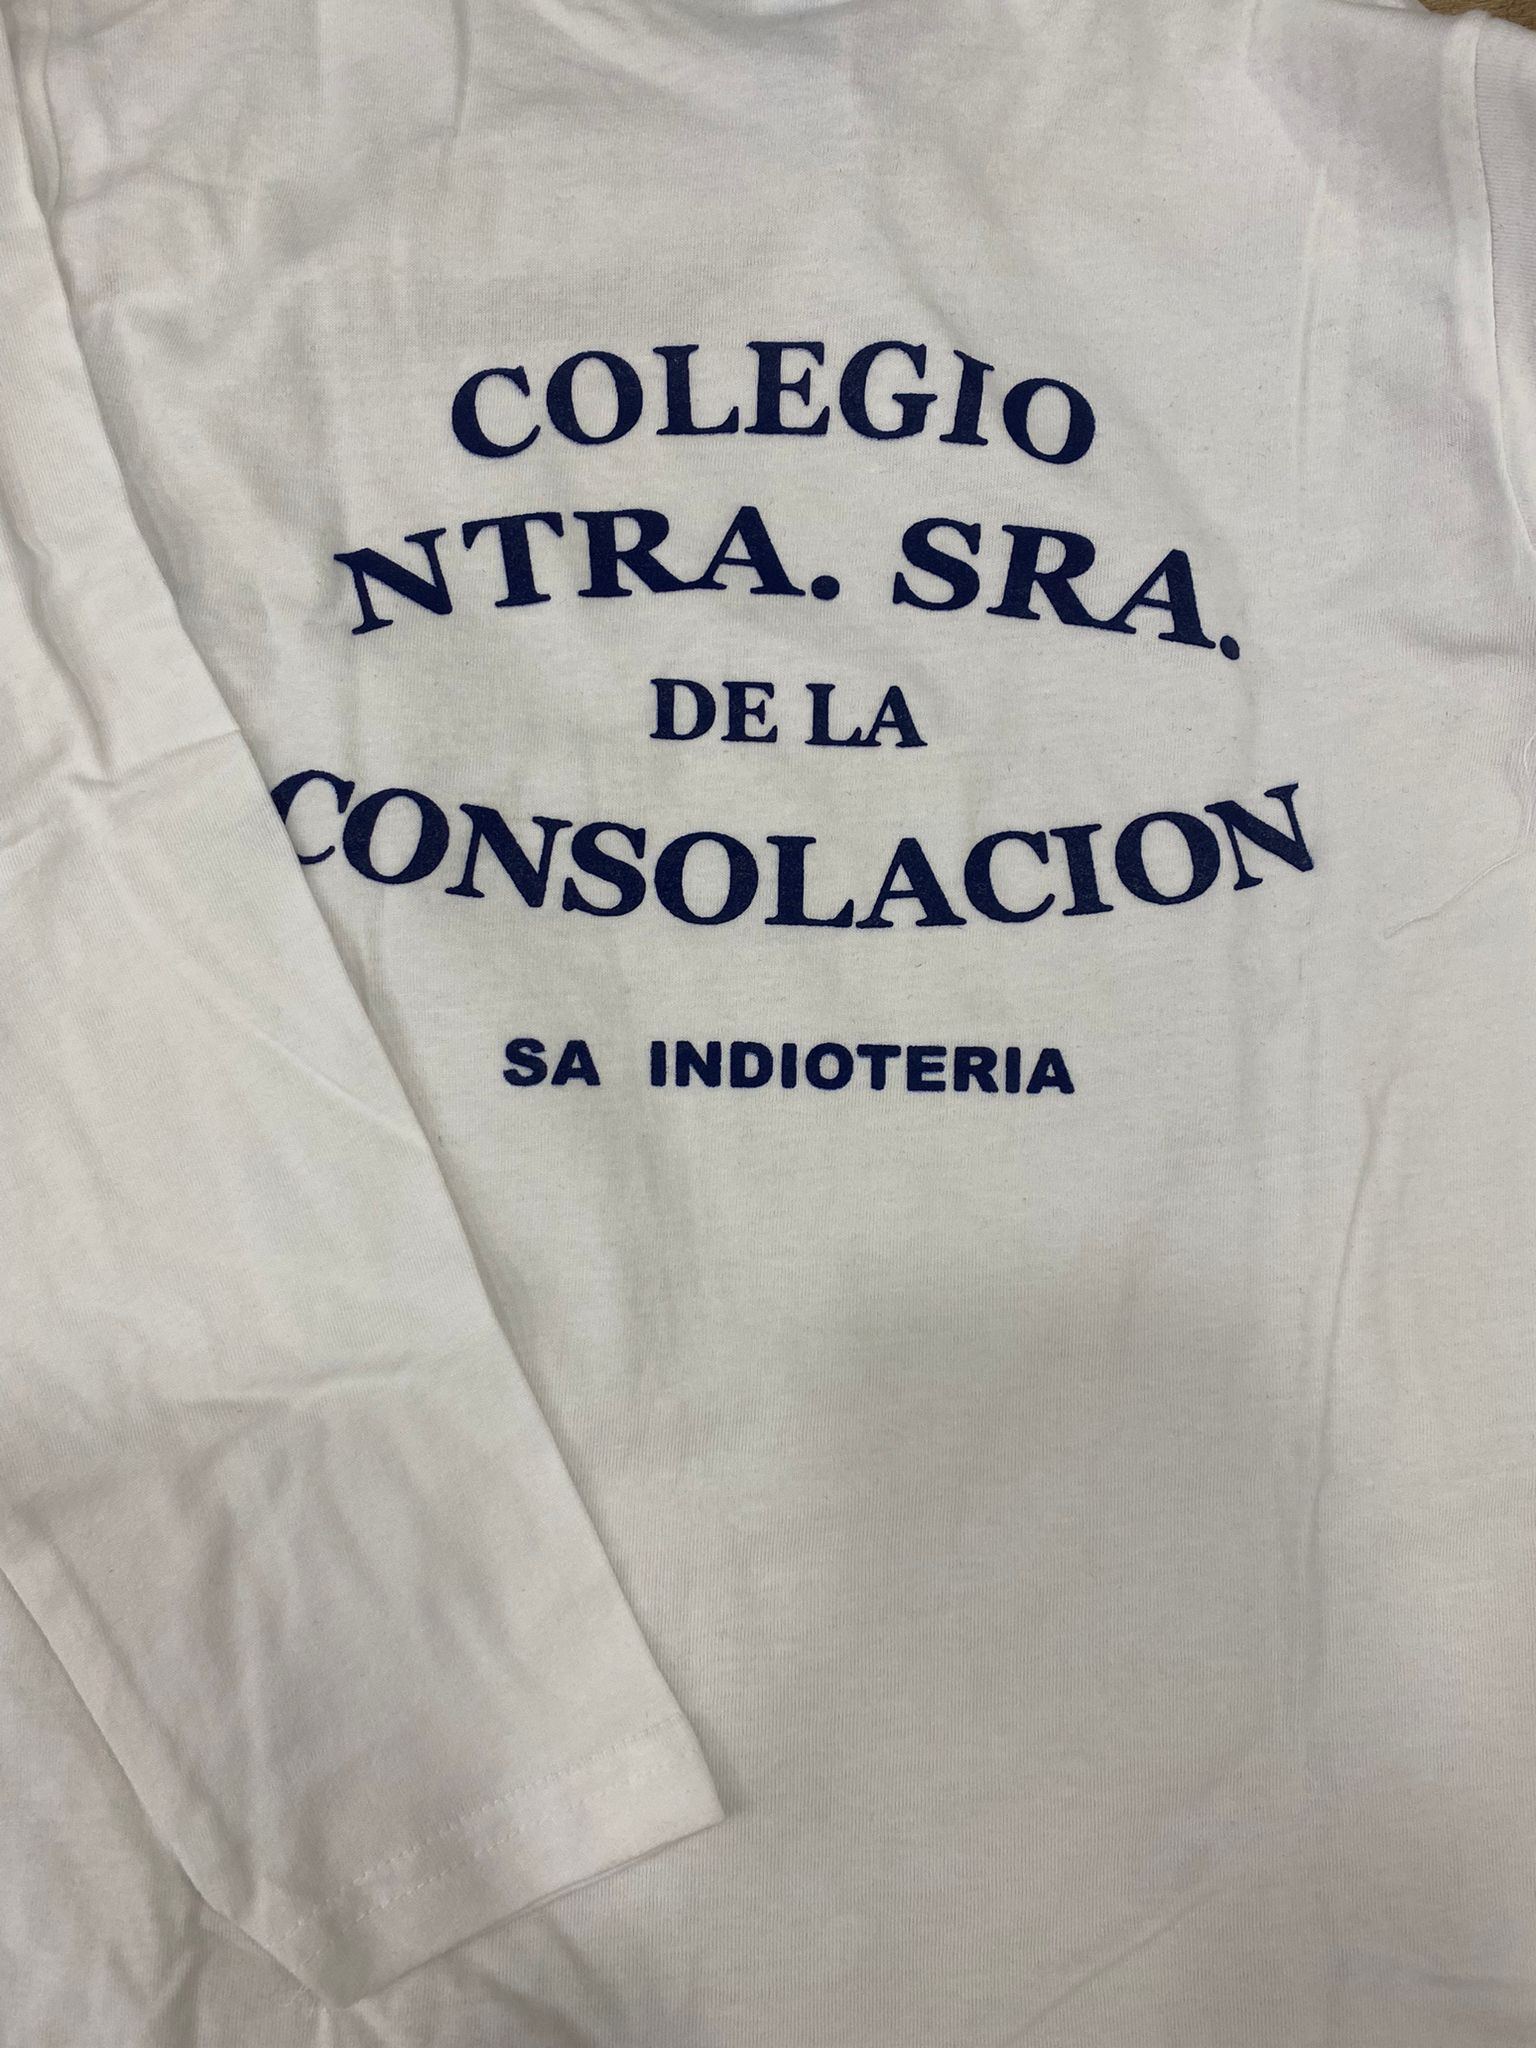 COLEGIO
NTRA. SRA.
DE LA
CONSOLACION
SA INDIOTERIA